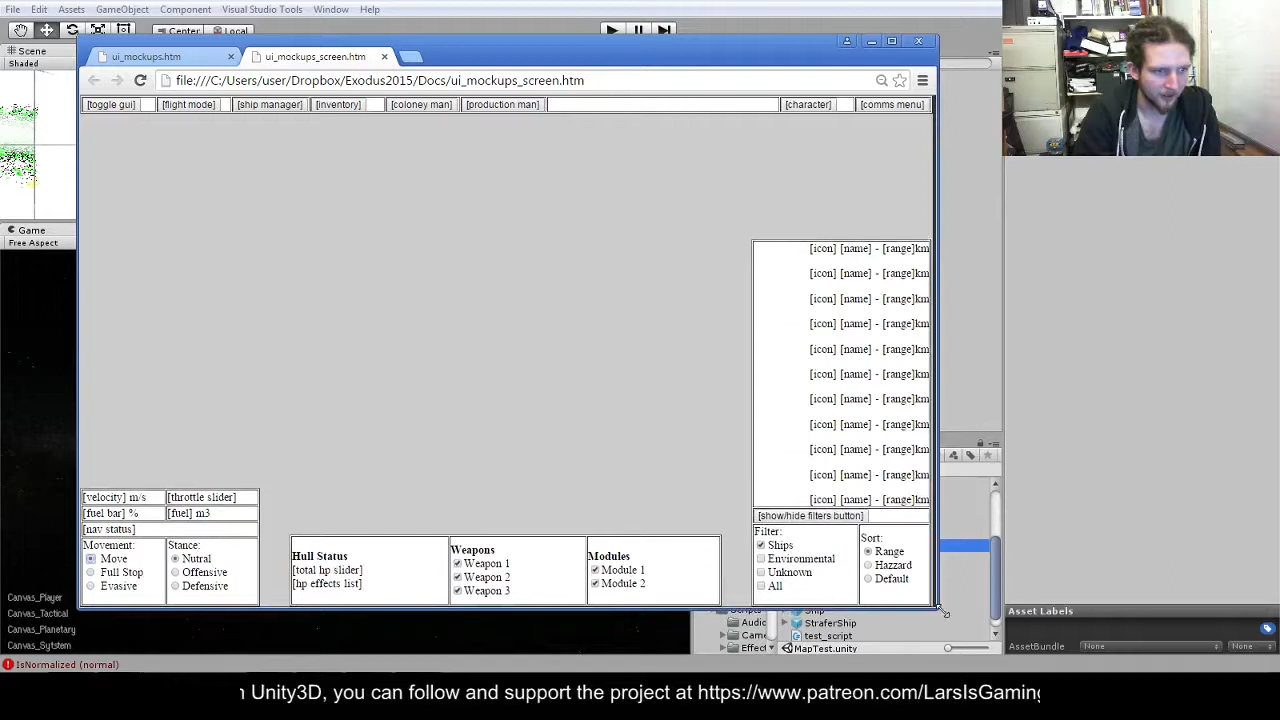 File Edit Assets GameObject Component Visual Studio Tools Window Help
Center Local
Scene
Shaded
Game
Free Aspect
ui_mockups.htm
ui_mockups_screen.htm
file:///C:/Users/user/Dropbox/Exodus2015/Docs/ui_mockups_screen.htm
[toggle gui] [flight mode] [ship manager] [inventory] [coloney man] [production man] [character] [comms menu]
[icon] [name] - [range]km
[icon] [name] - [range]km
[icon] [name] - [range]km
[icon] [name] - [range]km
[icon] [name] - [range]km
[icon] [name] - [range]km
[icon] [name] - [range]km
[icon] [name] - [range]km
[icon] [name] - [range]km
[icon] [name] - [range]km
[icon] [name] - [range]km
[show/hide filters button]
Filter:
Ships
Environmental
Unknown
All
Sort:
Range
Hazzard
Default
[velocity] m/s [throttle slider]
[fuel bar] % [fuel] m3
[nav status]
Movement:
Move
Full Stop
Evasive
Stance:
Nutral
Offensive
Defensive
Hull Status
[total hp slider]
[hp effects list]
Weapons
Weapon 1
Weapon 2
Weapon 3
Modules
Module 1
Module 2
Canvas_Player
Canvas_Tactical
Canvas_Planetary
Canvas_Sytstem
Audio
Came
Effect
StraferShip
test_script
MapTest.unity
Asset Labels
AssetBundle None None
IsNormalized (normal)
Unity3D, you can follow and support the project at https://www.patreon.com/LarsIsGaming